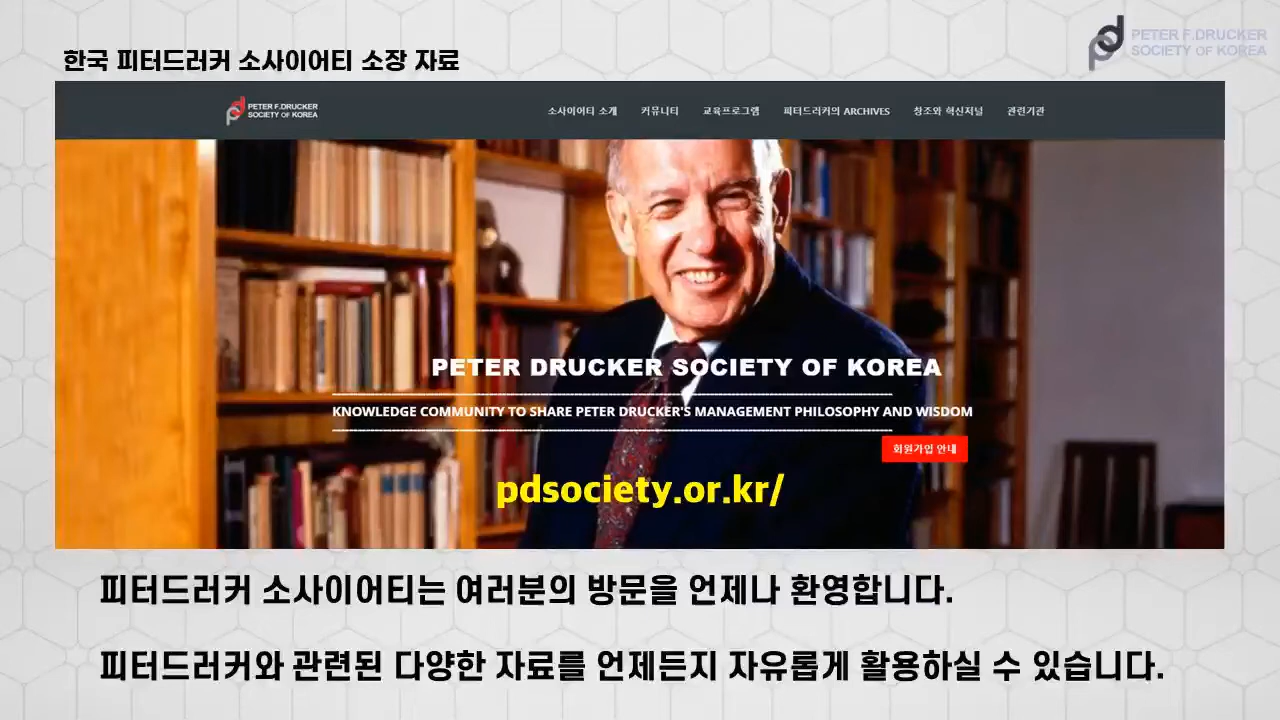 한국 피터드러커 소사이어티 소장 자료
PETER F.DRUCKER
SOCIETY OF KOREA
PETER F.DRUCKER
SOCIETY OF KOREA
소사이어티 소개 커뮤니티 교육프로그램 피터드러커의 ARCHIVES 창조와 혁신저널 관련기관
PETER DRUCKER SOCIETY OF KOREA
KNOWLEDGE COMMUNITY TO SHARE PETER DRUCKER'S MANAGEMENT PHILOSOPHY AND WISDOM
회원가입 안내
pdsociety.or.kr/
피터드러커 소사이어티는 여러분의 방문을 언제나 환영합니다.
피터드러커와 관련된 다양한 자료를 언제든지 자유롭게 활용하실 수 있습니다.